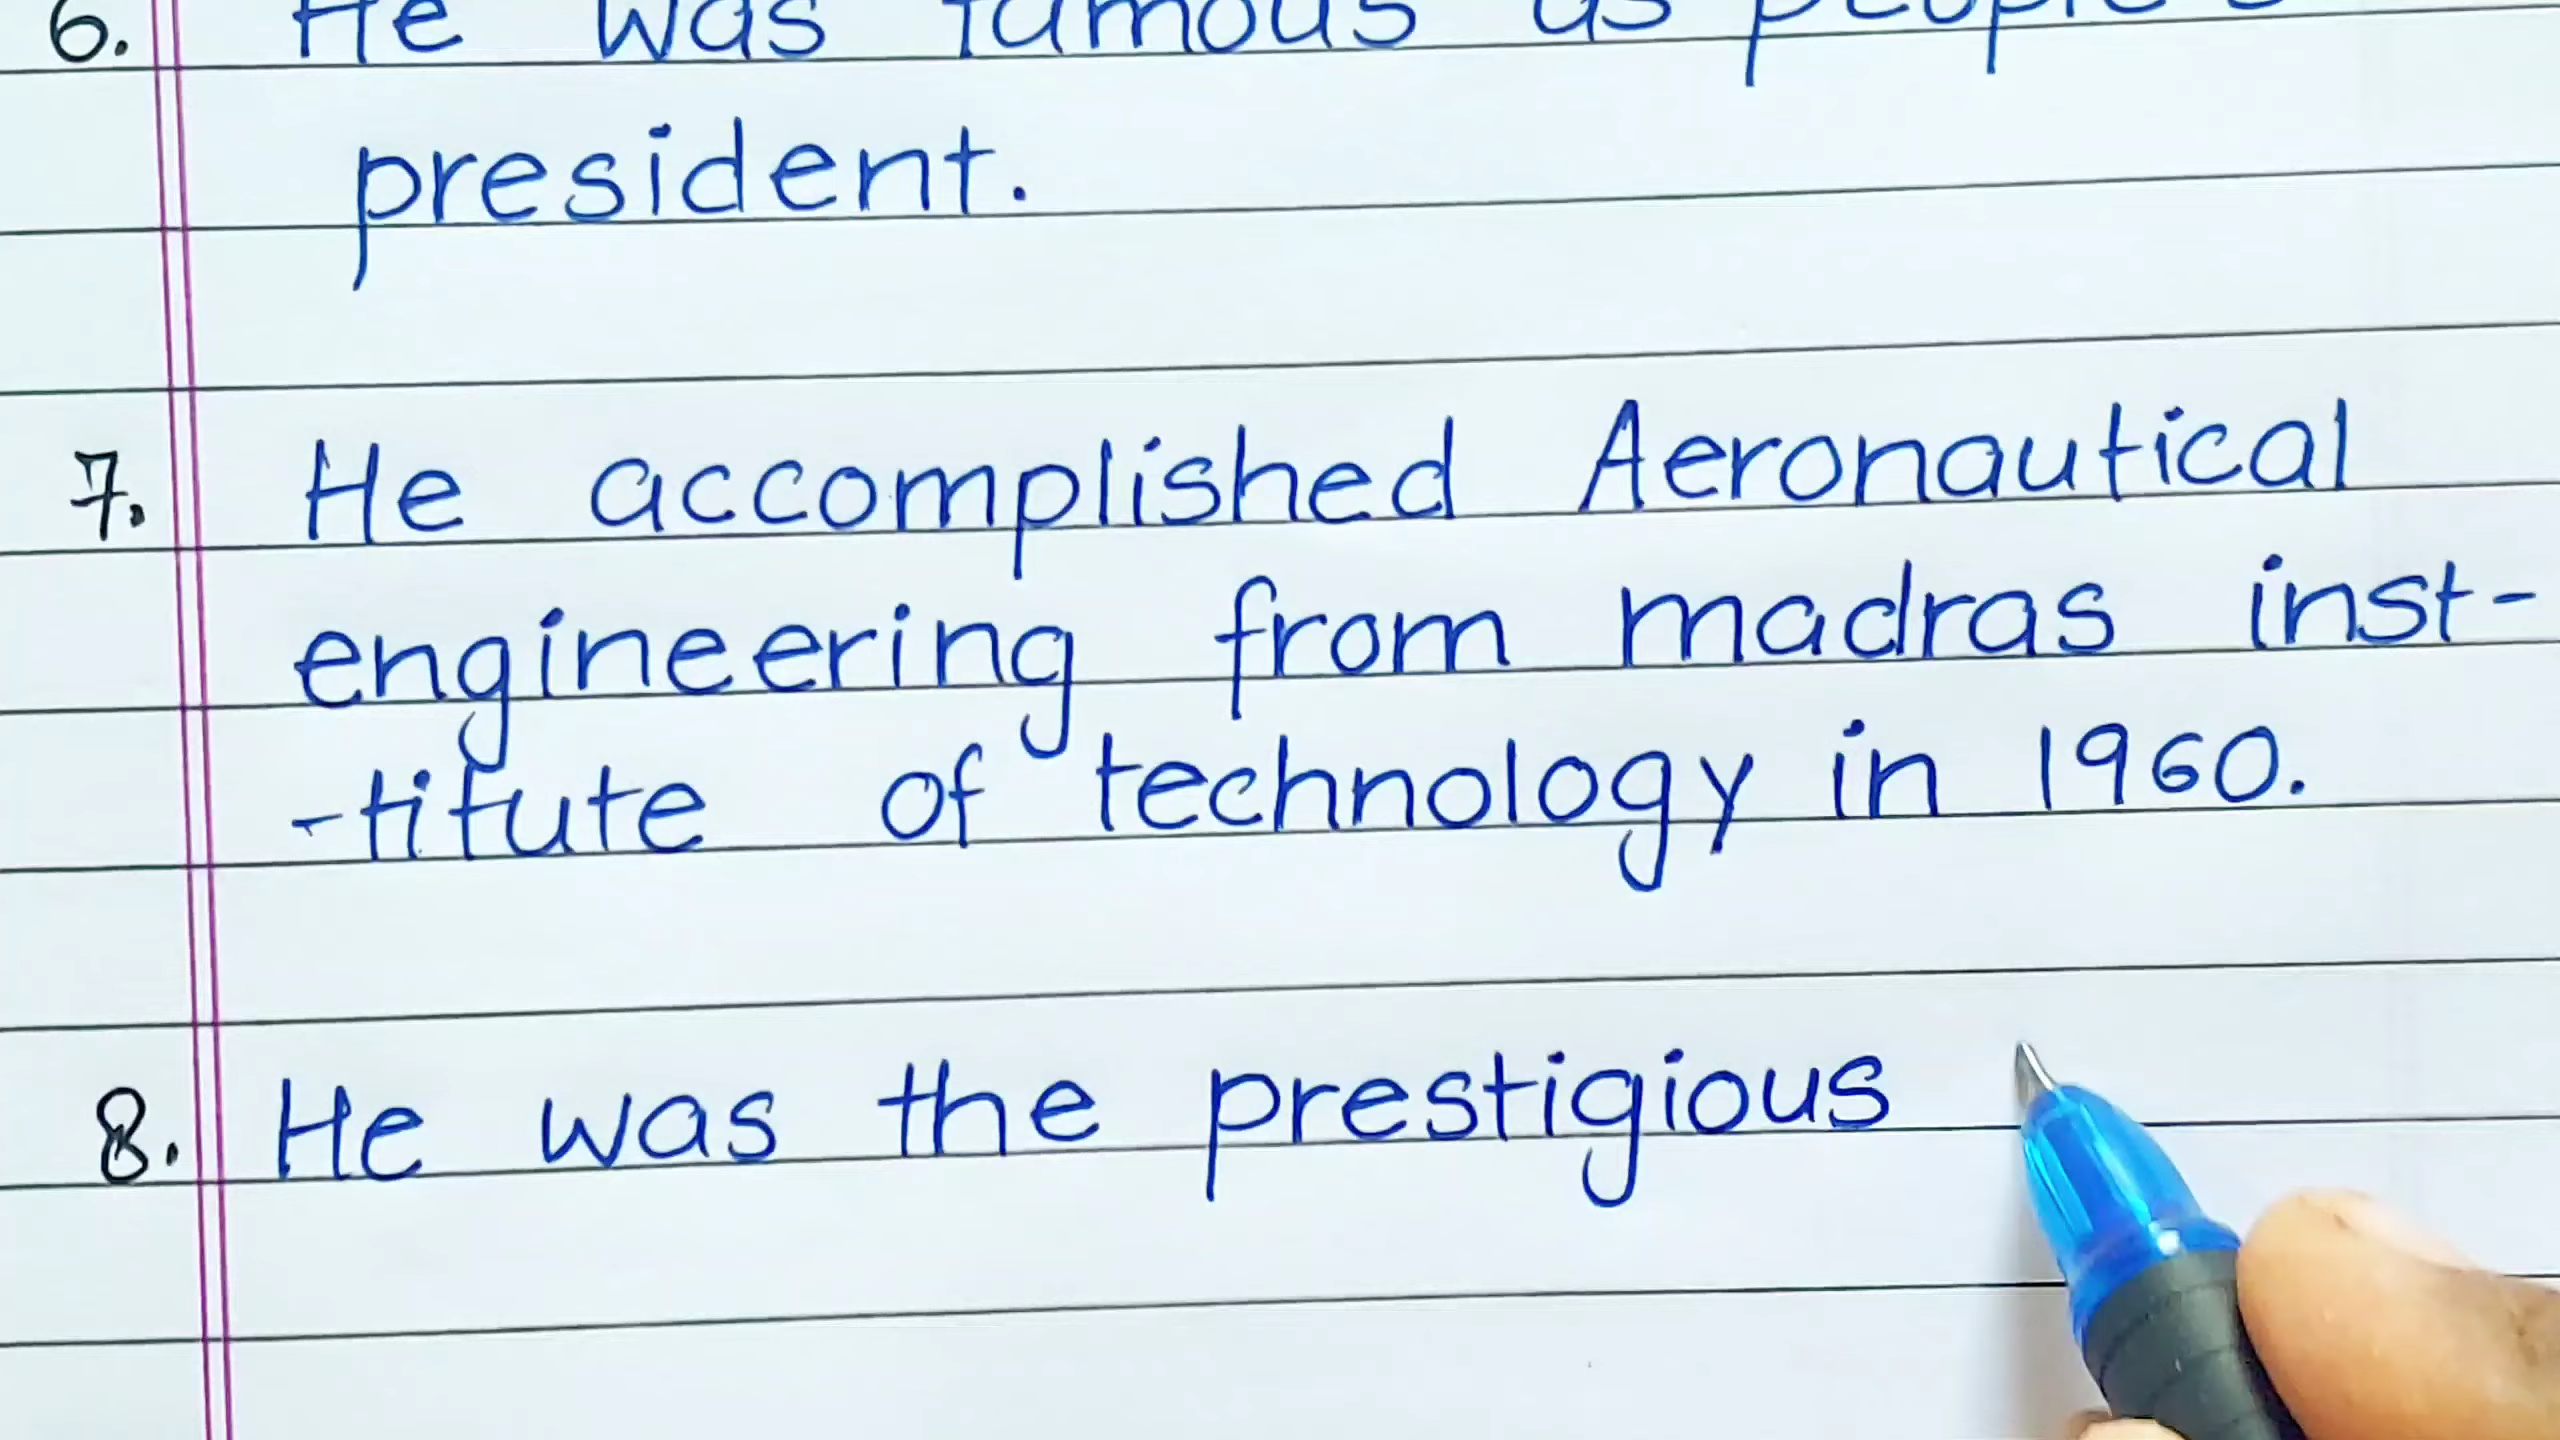 6. He was famous as people's
president.
7. He accomplished Aeronautical
engineering from madras inst-
-titute of technology in 1960.
8. He was the prestigious